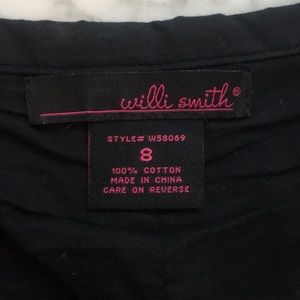 willi smith®
STYLE# W58069
8
100% COTTON
MADE IN CHINA
CARE ON REVERSE